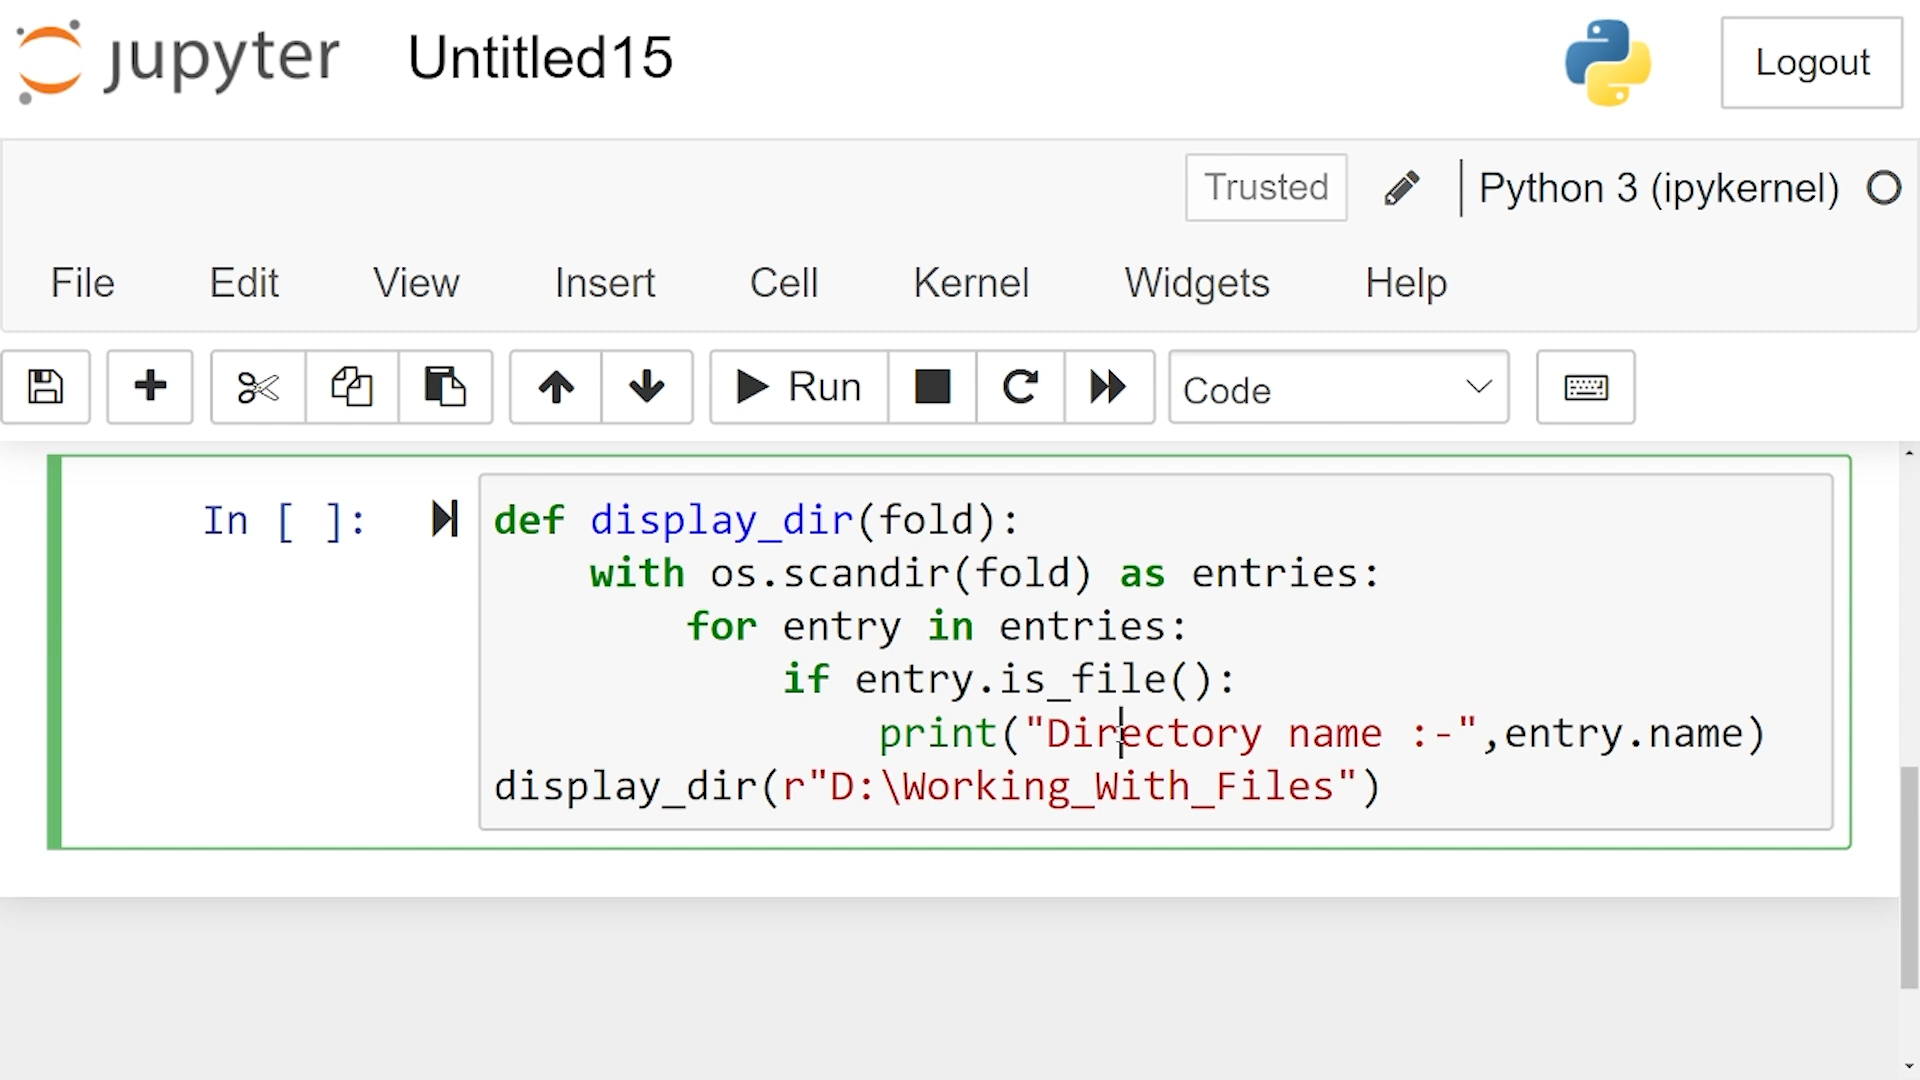 jupyter Untitled15 Logout
Trusted Python 3 (ipykernel)
File Edit View Insert Cell Kernel Widgets Help
Run Code
In [ ]: def display_dir(fold):
with os.scandir(fold) as entries:
for entry in entries:
if entry.is_file():
print("Directory name :-",entry.name)
display_dir(r"D:\Working_With_Files")